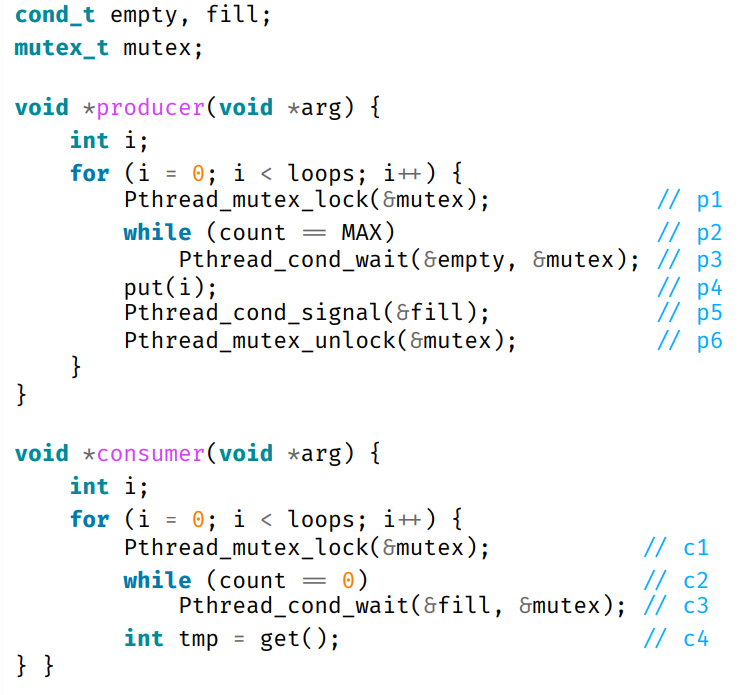 cond_t empty, fill;
mutex_t mutex;
void *producer(void *arg) {
    int i;
    for (i = 0; i < loops; i++) {
        Pthread_mutex_lock(&mutex);            // p1
        while (count == MAX)                   // p2
            Pthread_cond_wait(&empty, &mutex); // p3
        put(i);                                // p4
        Pthread_cond_signal(&fill);            // p5
        Pthread_mutex_unlock(&mutex);          // p6
    }
}
void *consumer(void *arg) {
    int i;
    for (i = 0; i < loops; i++) {
        Pthread_mutex_lock(&mutex);           // c1
        while (count == 0)                    // c2
            Pthread_cond_wait(&fill, &mutex); // c3
        int tmp = get();                      // c4
} }